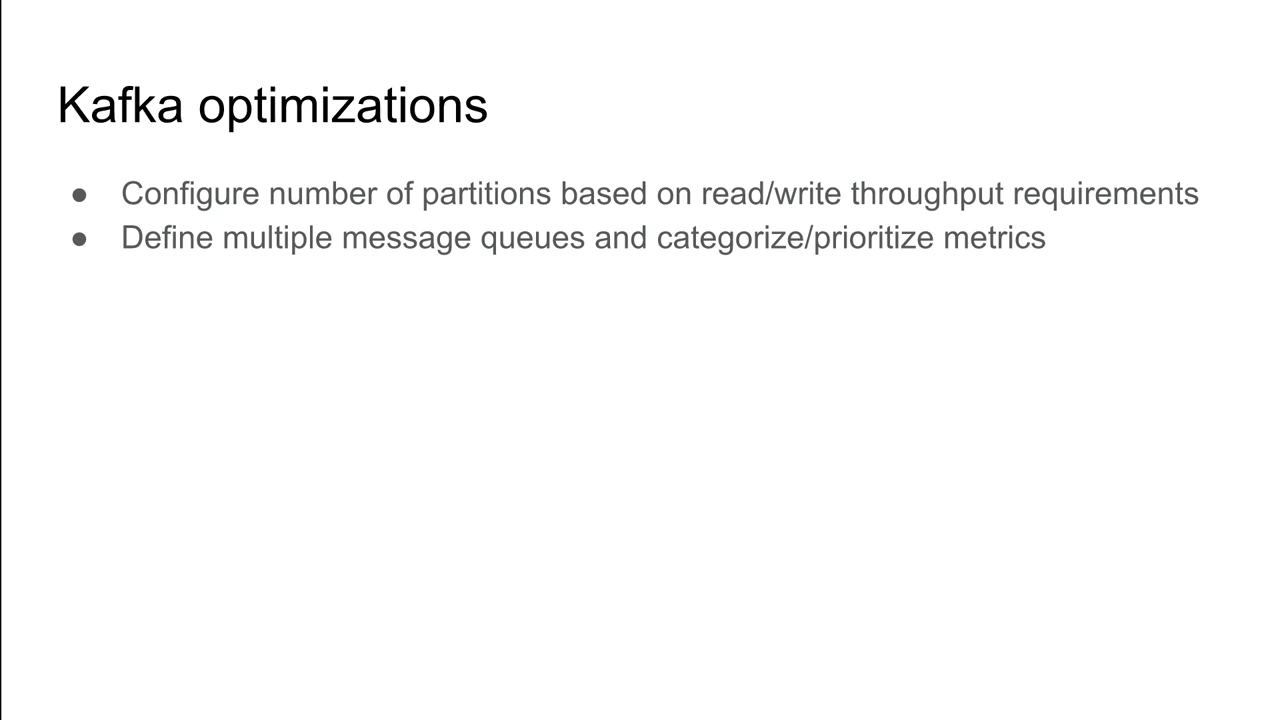 Kafka optimizations
● Configure number of partitions based on read/write throughput requirements
● Define multiple message queues and categorize/prioritize metrics